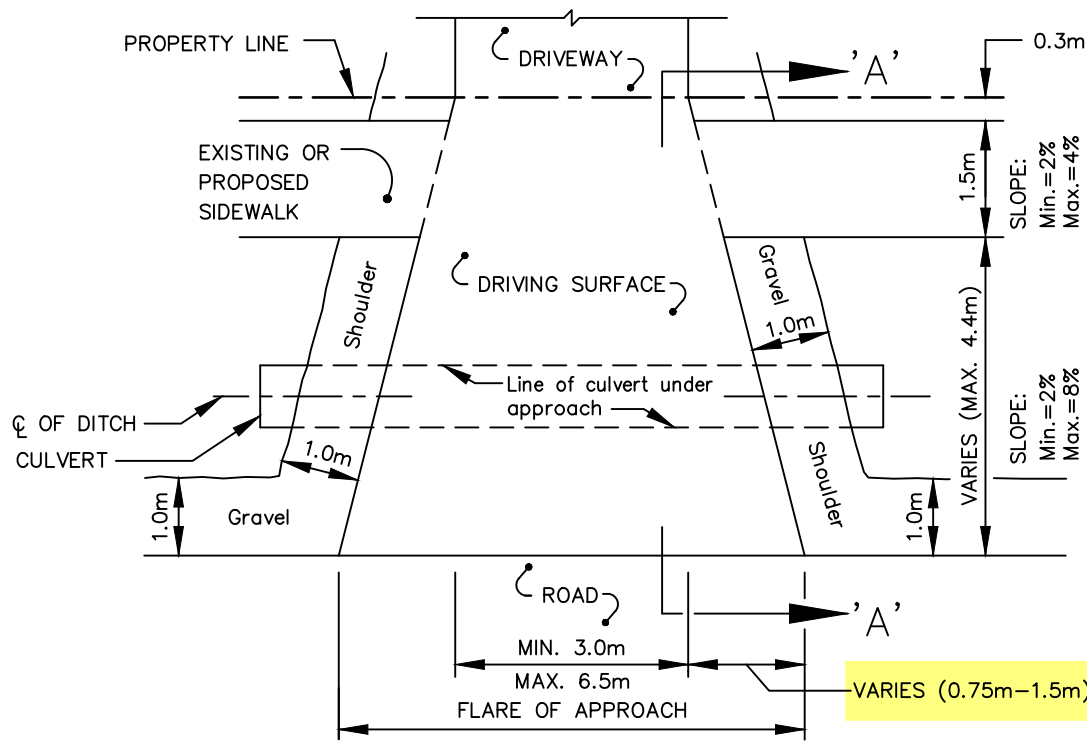 PROPERTY LINE
DRIVEWAY
'A'
0.3m
EXISTING OR
PROPOSED
SIDEWALK
1.5m
SLOPE:
Min.=2%
Max.=4%
Shoulder
DRIVING SURFACE
Gravel
1.0m
VARIES (MAX. 4.4m)
SLOPE:
Min.=2%
Max.=8%
Line of culvert under
approach
℄ OF DITCH
CULVERT
1.0m
1.0m
Gravel
Shoulder
1.0m
ROAD
'A'
MIN. 3.0m
MAX. 6.5m
VARIES (0.75m-1.5m)
FLARE OF APPROACH